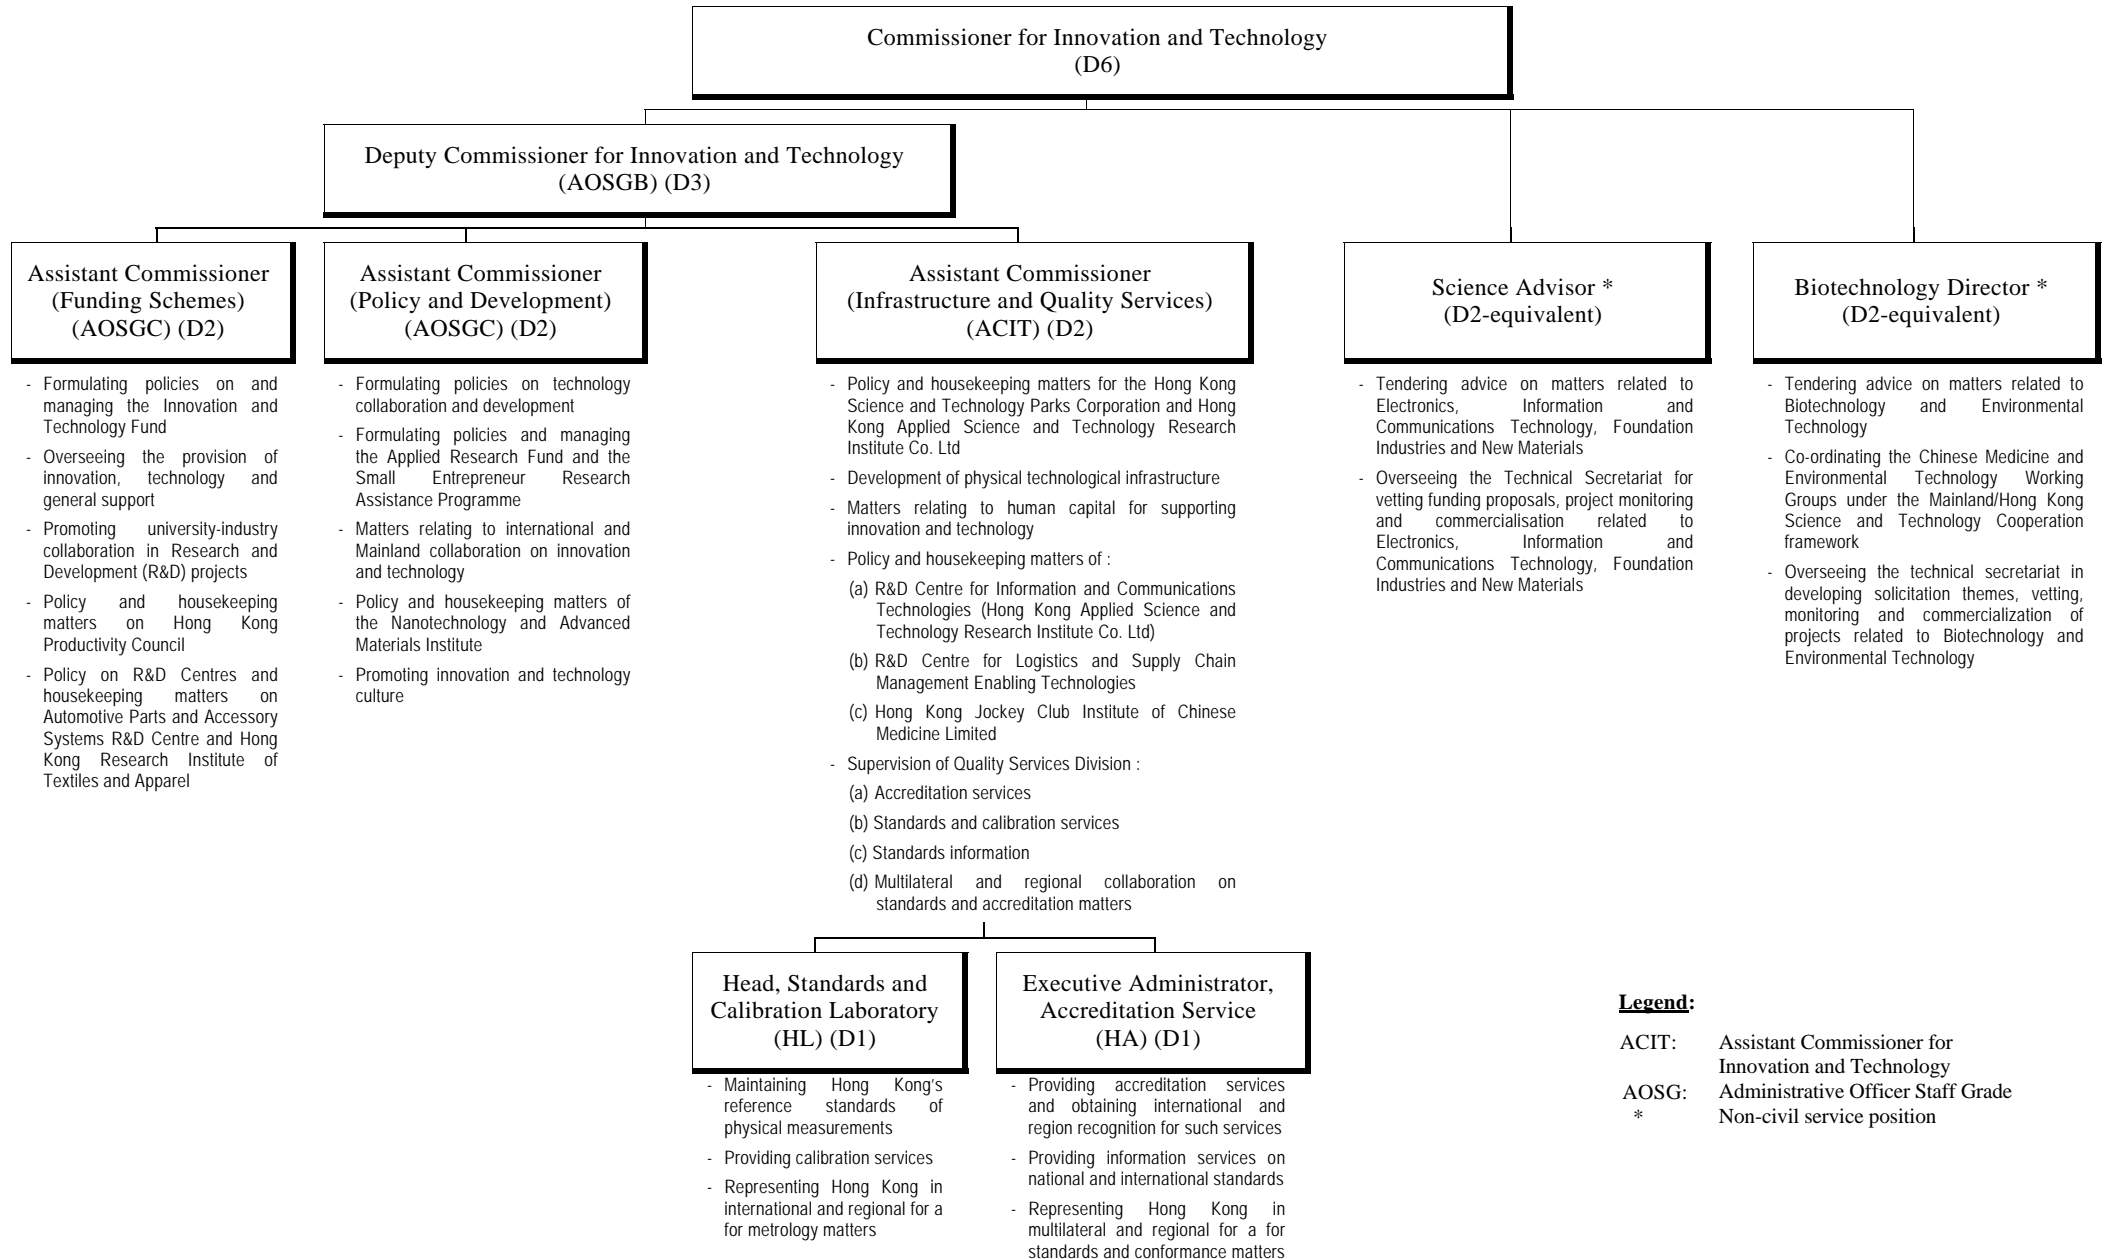 Commissioner for Innovation and Technology
(D6)
Deputy Commissioner for Innovation and Technology
(AOSGB) (D3)
Assistant Commissioner
(Funding Schemes)
(AOSGC) (D2)
- Formulating policies on and
managing the Innovation and
Technology Fund
- Overseeing the provision of
innovation, technology and
general support
- Promoting university-industry
collaboration in Research and
Development (R&D) projects
- Policy and housekeeping
matters on Hong Kong
Productivity Council
- Policy on R&D Centres and
housekeeping matters on
Automotive Parts and Accessory
Systems R&D Centre and Hong
Kong Research Institute of
Textiles and Apparel
Assistant Commissioner
(Policy and Development)
(AOSGC) (D2)
- Formulating policies on technology
collaboration and development
- Formulating policies and managing
the Applied Research Fund and the
Small Entrepreneur Research
Assistance Programme
- Matters relating to international and
Mainland collaboration on innovation
and technology
- Policy and housekeeping matters of
the Nanotechnology and Advanced
Materials Institute
- Promoting innovation and technology
culture
Assistant Commissioner
(Infrastructure and Quality Services)
(ACIT) (D2)
- Policy and housekeeping matters for the Hong Kong
Science and Technology Parks Corporation and Hong
Kong Applied Science and Technology Research
Institute Co. Ltd
- Development of physical technological infrastructure
- Matters relating to human capital for supporting
innovation and technology
- Policy and housekeeping matters of :
(a) R&D Centre for Information and Communications
Technologies (Hong Kong Applied Science and
Technology Research Institute Co. Ltd)
(b) R&D Centre for Logistics and Supply Chain
Management Enabling Technologies
(c) Hong Kong Jockey Club Institute of Chinese
Medicine Limited
- Supervision of Quality Services Division :
(a) Accreditation services
(b) Standards and calibration services
(c) Standards information
(d) Multilateral and regional collaboration on
standards and accreditation matters
Science Advisor *
(D2-equivalent)
- Tendering advice on matters related to
Electronics, Information and
Communications Technology, Foundation
Industries and New Materials
- Overseeing the Technical Secretariat for
vetting funding proposals, project monitoring
and commercialisation related to
Electronics, Information and
Communications Technology, Foundation
Industries and New Materials
Biotechnology Director *
(D2-equivalent)
- Tendering advice on matters related to
Biotechnology and Environmental
Technology
- Co-ordinating the Chinese Medicine and
Environmental Technology Working
Groups under the Mainland/Hong Kong
Science and Technology Cooperation
framework
- Overseeing the technical secretariat in
developing solicitation themes, vetting,
monitoring and commercialization of
projects related to Biotechnology and
Environmental Technology
Head, Standards and
Calibration Laboratory
(HL) (D1)
- Maintaining Hong Kong's
reference standards of
physical measurements
- Providing calibration services
- Representing Hong Kong in
international and regional for a
for metrology matters
Executive Administrator,
Accreditation Service
(HA) (D1)
- Providing accreditation services
and obtaining international and
region recognition for such services
- Providing information services on
national and international standards
- Representing Hong Kong in
multilateral and regional for a for
standards and conformance matters
Legend:
ACIT: Assistant Commissioner for
Innovation and Technology
AOSG: Administrative Officer Staff Grade
* Non-civil service position